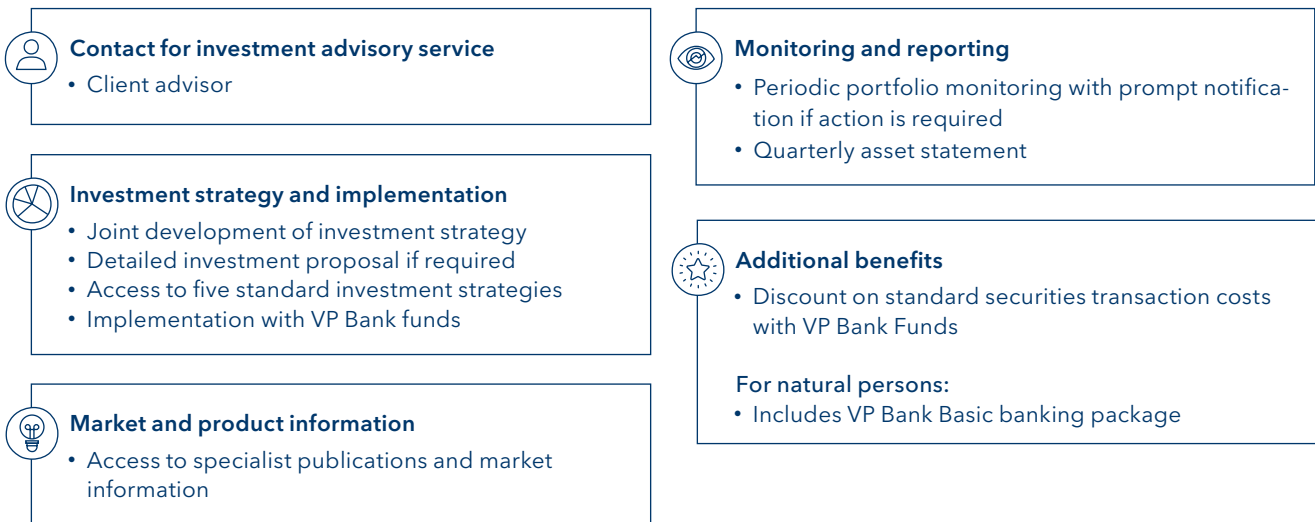 Contact for investment advisory service
• Client advisor
Investment strategy and implementation
• Joint development of investment strategy
• Detailed investment proposal if required
• Access to five standard investment strategies
• Implementation with VP Bank funds
Market and product information
• Access to specialist publications and market
information
Monitoring and reporting
• Periodic portfolio monitoring with prompt notifica-
tion if action is required
• Quarterly asset statement
Additional benefits
• Discount on standard securities transaction costs
with VP Bank Funds
For natural persons:
• Includes VP Bank Basic banking package